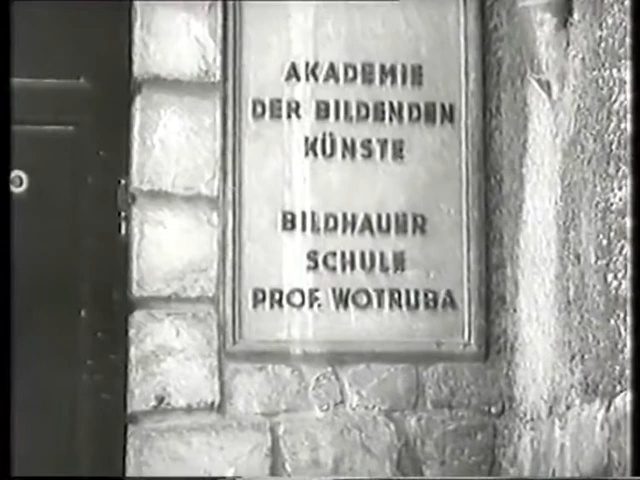 AKADEMIE
DER BILDENDEN
KÜNSTE
BILDHAUER
SCHULE
PROF. WOTRUBA